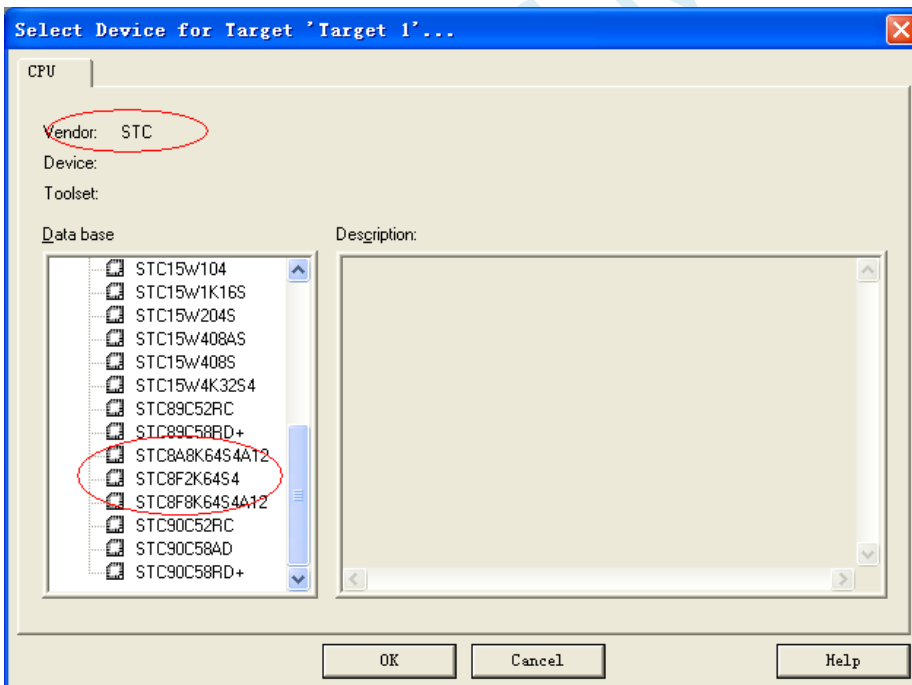 Select Device for Target 'Target 1'...
CPU
Vendor: STC
Device:
Toolset:
Data base
Description:
STC15W104
STC15W1K16S
STC15W204S
STC15W408AS
STC15W408S
STC15W4K32S4
STC89C52RC
STC89C58RD+
STC8A8K64S4A12
STC8F2K64S4
STC8F8K64S4A12
STC90C52RC
STC90C58AD
STC90C58RD+
OK
Cancel
Help